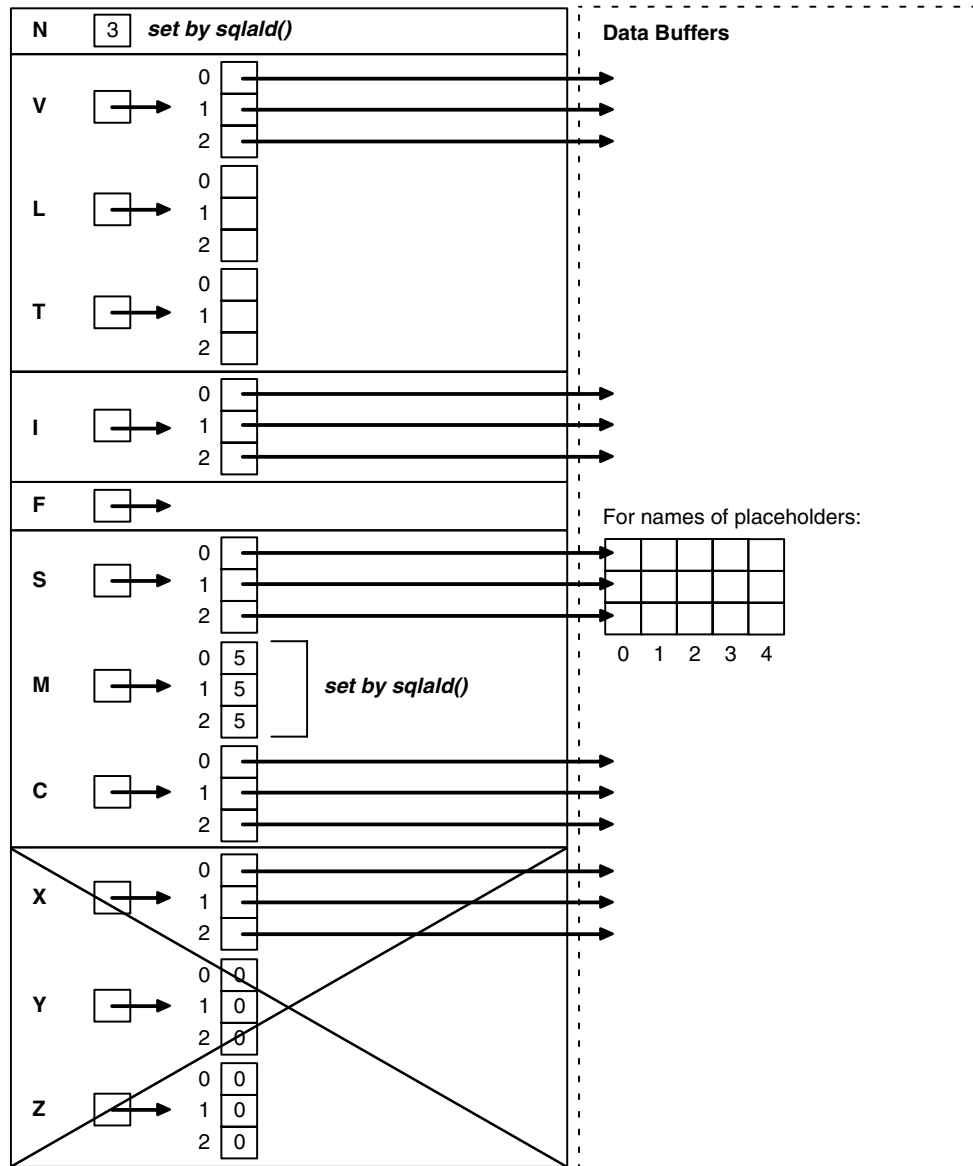 N 3 set by sqlald()
Data Buffers
0
V 1
2
0
L 1
2
0
T 1
2
0
I 1
2
F
For names of placeholders:
0
S 1
2
0 1 2 3 4
0 5
M 1 5 set by sqlald()
2 5
0
C 1
2
0
X 1
2
0 0
Y 1 0
2 0
0 0
Z 1 0
2 0